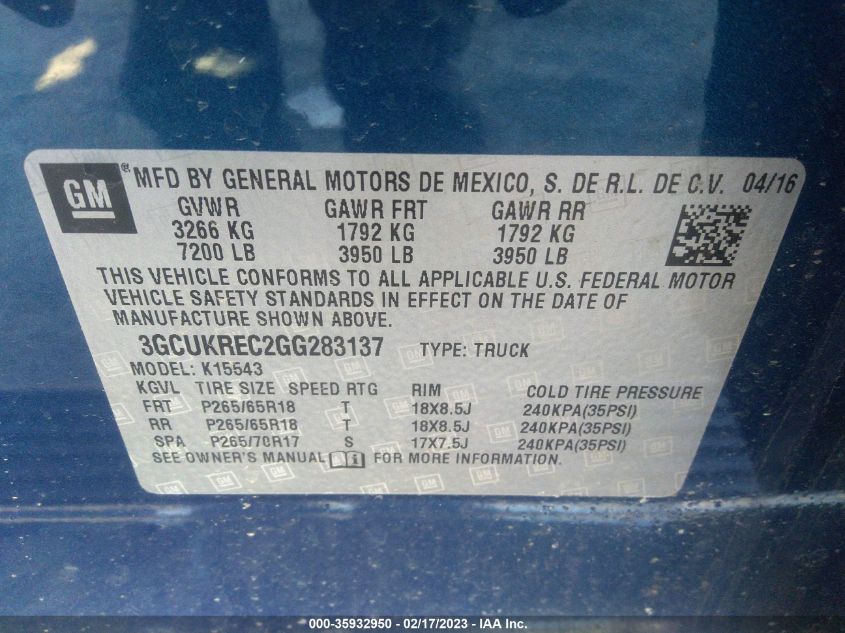 GM® MFD BY GENERAL MOTORS DE MEXICO, S. DE R.L. DE C.V. 04/16
GVWR GAWR FRT GAWR RR
3266 KG 1792 KG 1792 KG
7200 LB 3950 LB 3950 LB
THIS VEHICLE CONFORMS TO ALL APPLICABLE U.S. FEDERAL MOTOR
VEHICLE SAFETY STANDARDS IN EFFECT ON THE DATE OF
MANUFACTURE SHOWN ABOVE.
3GCUKREC2GG283137 TYPE: TRUCK
MODEL: K15543
KGVL TIRE SIZE SPEED RTG RIM COLD TIRE PRESSURE
FRT P265/65R18 T 18X8.5J 240KPA(35PSI)
RR P265/65R18 T 18X8.5J 240KPA(35PSI)
SPA P265/70R17 S 17X7.5J 240KPA(35PSI)
SEE OWNER'S MANUAL FOR MORE INFORMATION.
000-35932950 - 02/17/2023 - IAA Inc.